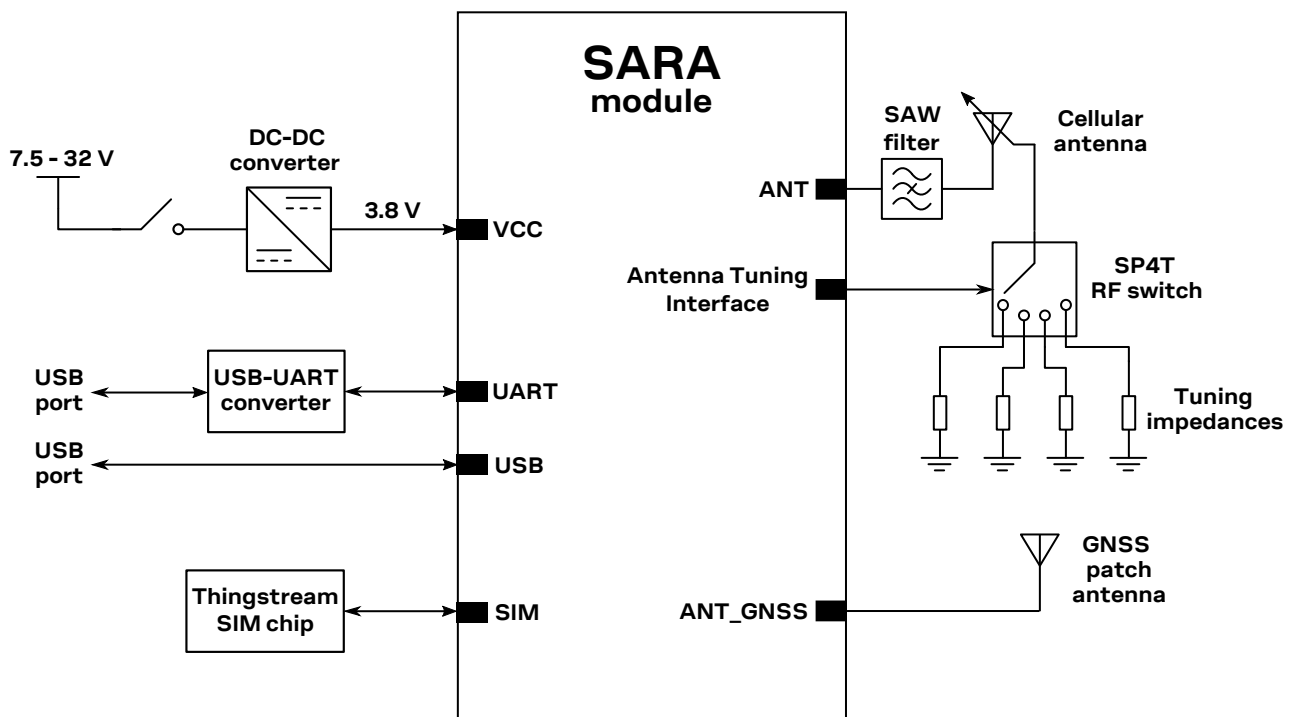 SARA
module
7.5 - 32 V
DC-DC
converter
3.8 V
VCC
USB
port
USB-UART
converter
UART
USB
port
USB
Thingstream
SIM chip
SIM
ANT
SAW
filter
Cellular
antenna
Antenna Tuning
Interface
SP4T
RF switch
Tuning
impedances
ANT_GNSS
GNSS
patch
antenna